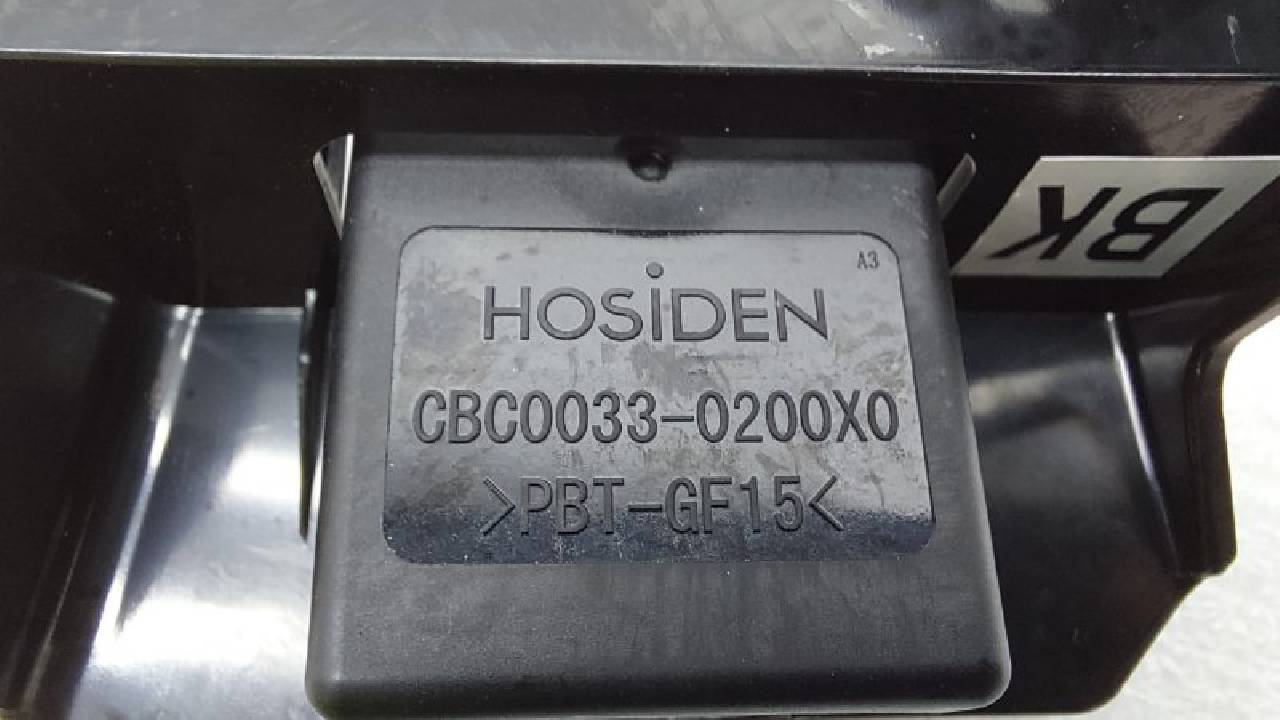 A3
HOSiDEN
CBC0033-0200X0
>PBT-GF15<
BK